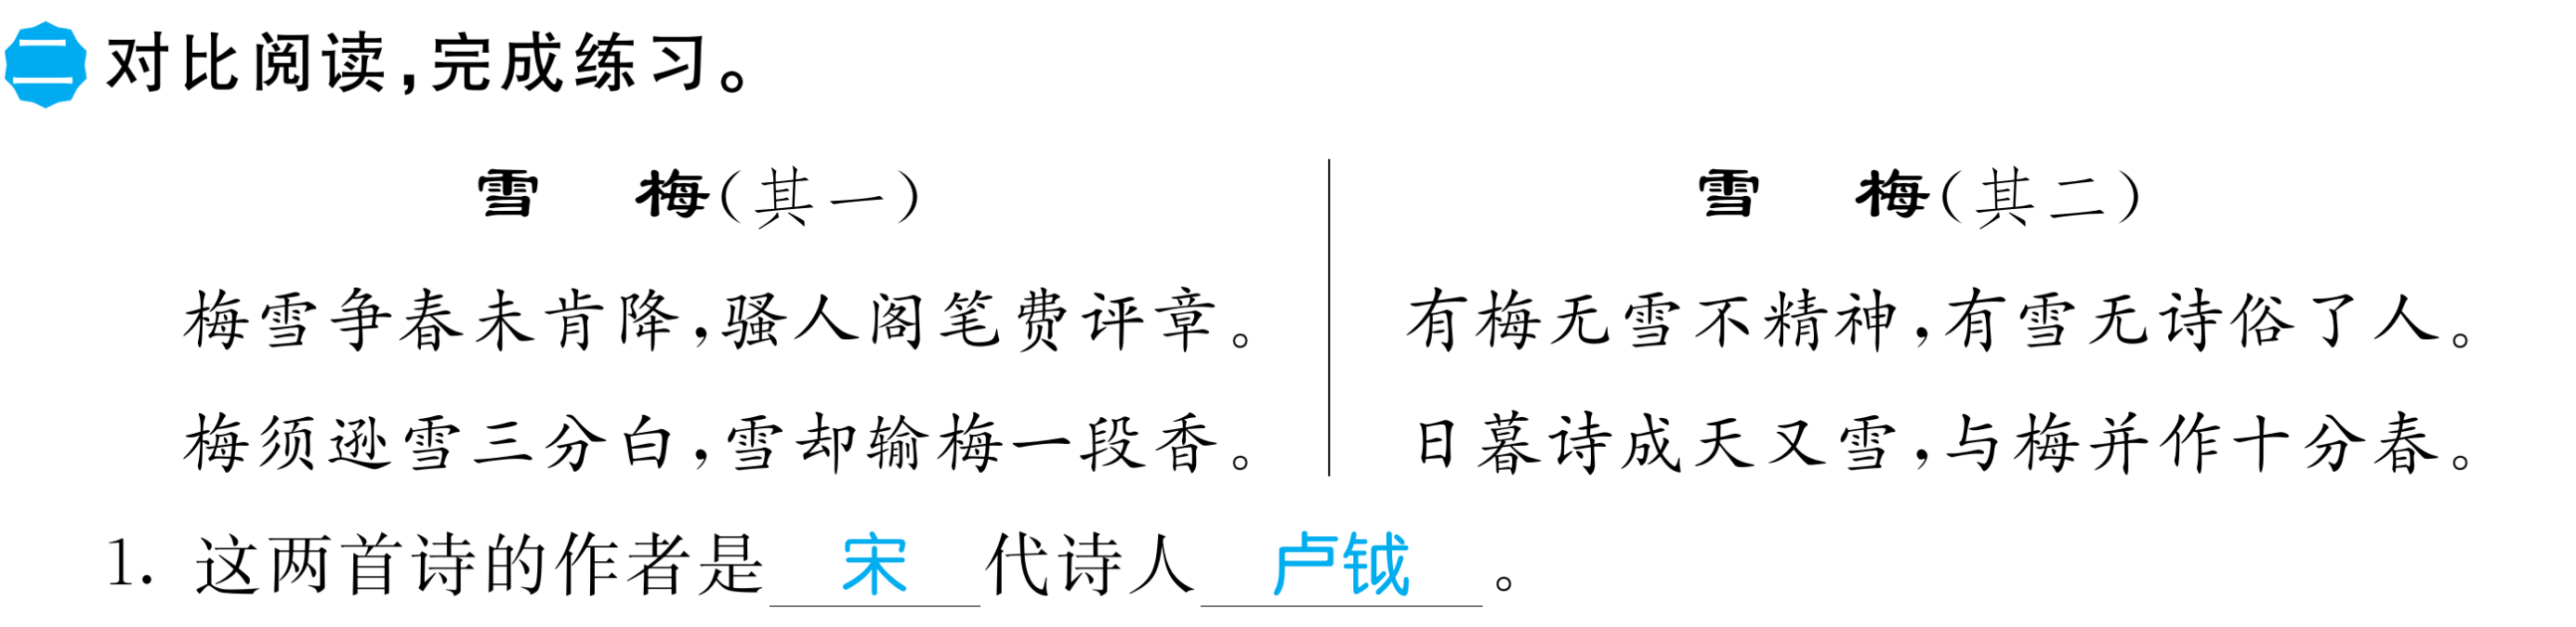 二 对比阅读,完成练习。
雪 梅(其一)
梅雪争春未肯降,骚人阁笔费评章。
梅须逊雪三分白,雪却输梅一段香。
雪 梅(其二)
有梅无雪不精神,有雪无诗俗了人。
日暮诗成天又雪,与梅并作十分春。
1. 这两首诗的作者是 宋 代诗人 卢钺 。